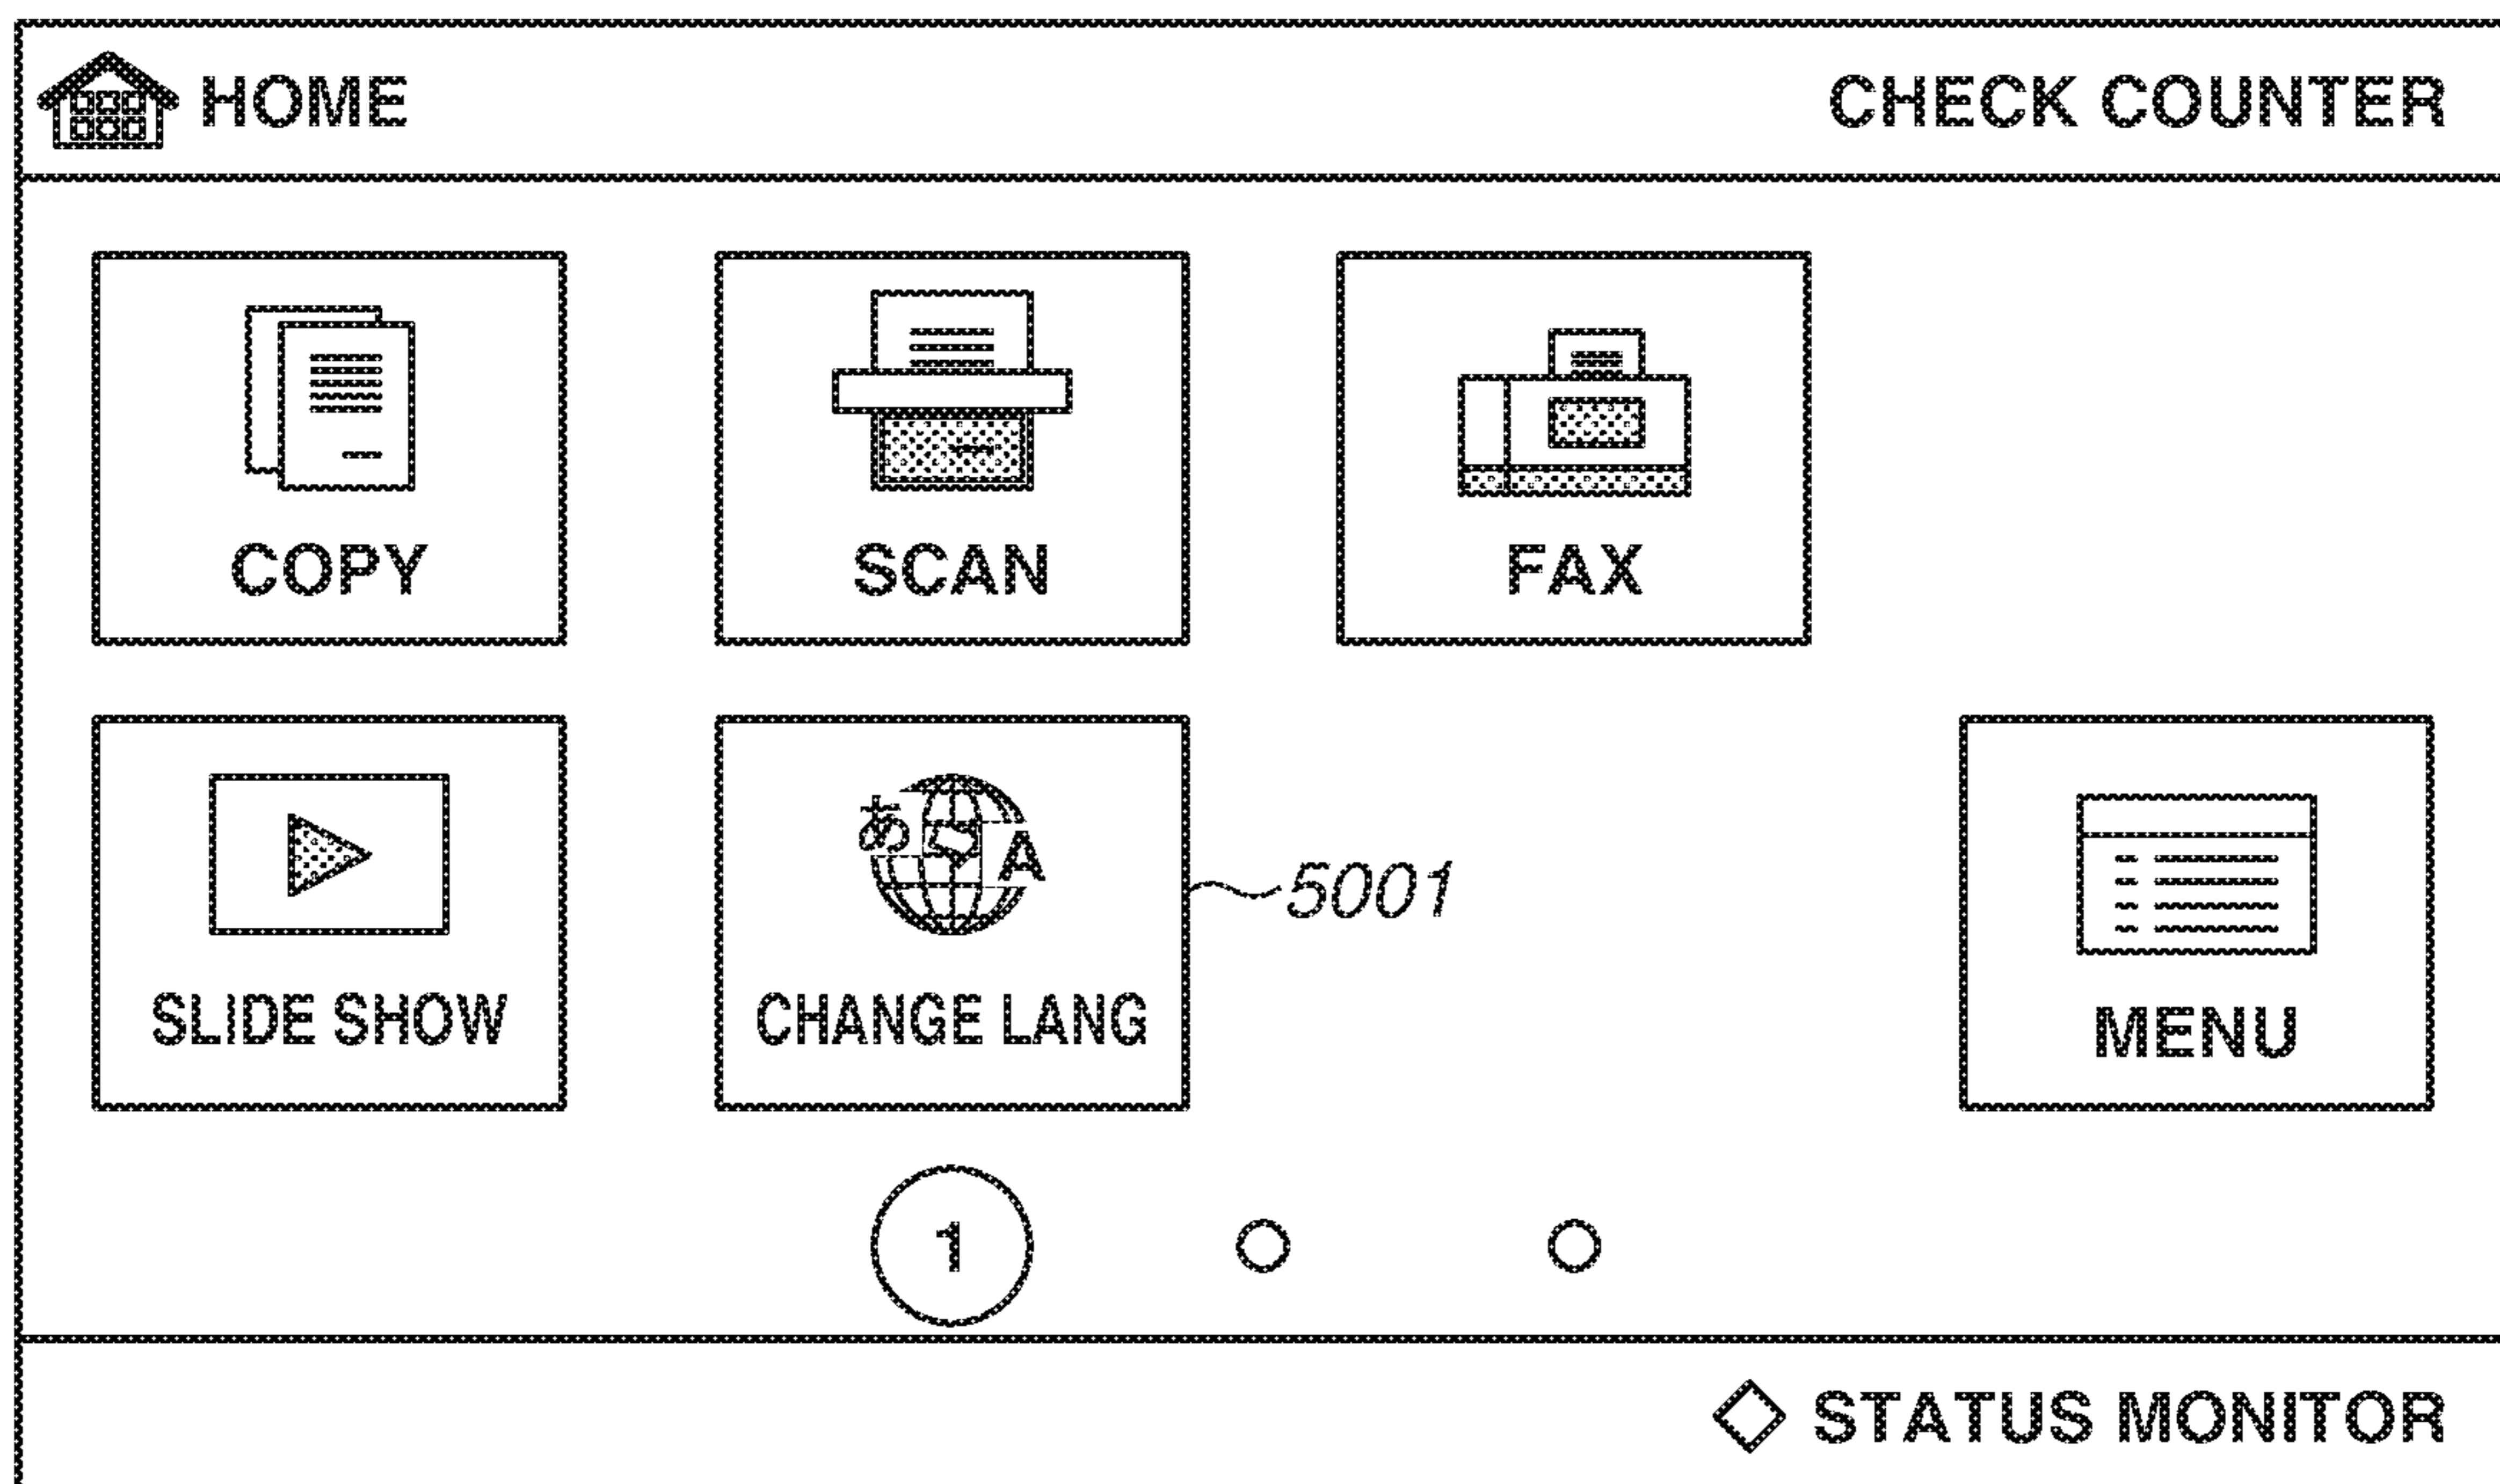 HOME CHECK COUNTER
COPY SCAN FAX
あ A
5001
SLIDE SHOW CHANGE LANG MENU
1
STATUS MONITOR